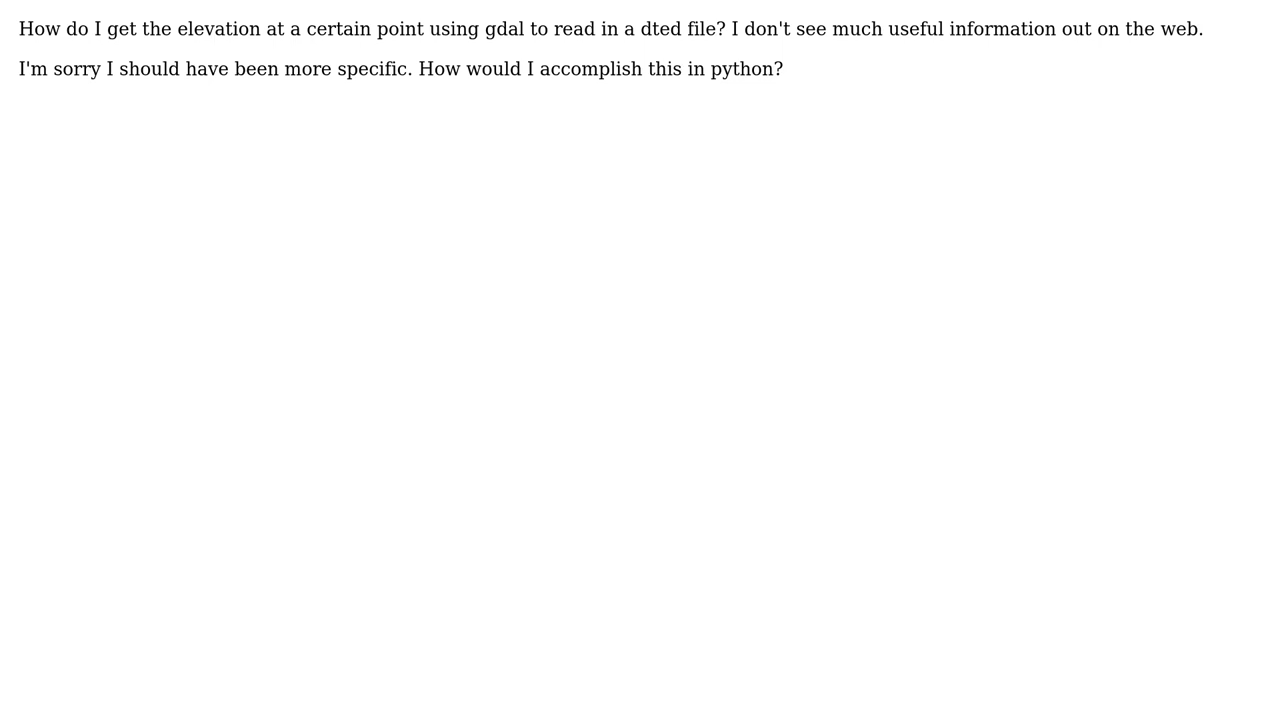 How do I get the elevation at a certain point using gdal to read in a dted file? I don't see much useful information out on the web.
I'm sorry I should have been more specific. How would I accomplish this in python?